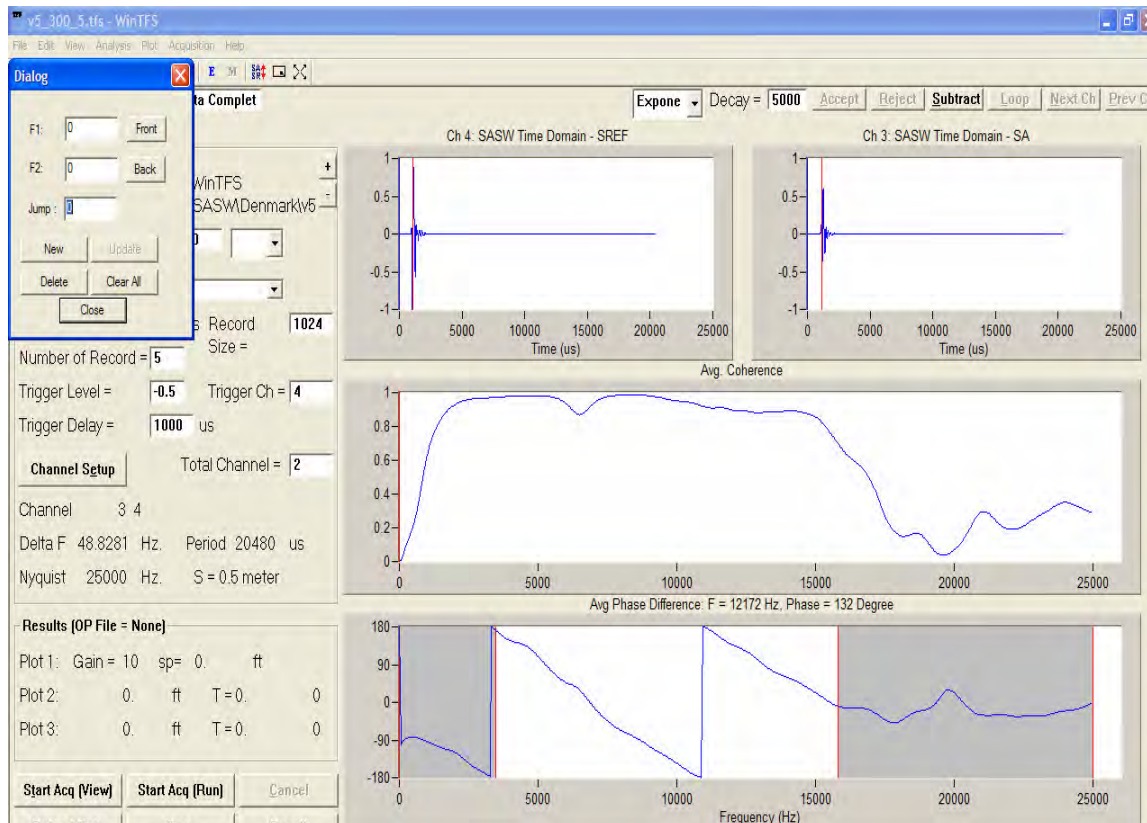 v5_300_5.tfs - WinTFS
File Edit View Analysis Plot Acquisition Help
Dialog
E M SA SR
ta Complet
Expone Decay = 5000 Accept Reject Subtract Loop Next Ch Prev C
F1: 0 Front
F2: 0 Back
Jump :
New Update
Delete Clear All
Close
WinTFS
SASW\Denmark\v5
+
-
0
s Record Size = 1024
Number of Record = 5
Trigger Level = -0.5 Trigger Ch = 4
Trigger Delay = 1000 us
Channel Setup Total Channel = 2
Channel 3 4
Delta F 48.8281 Hz. Period 20480 us
Nyquist 25000 Hz. S = 0.5 meter
Results (OP File = None)
Plot 1: Gain = 10 sp= 0. ft
Plot 2: 0. ft T = 0. 0
Plot 3: 0. ft T = 0. 0
Start Acq (View) Start Acq (Run) Cancel
Ch 4: SASW Time Domain - SREF
1
0.5
0
-0.5
-1
0 5000 10000 15000 20000 25000
Time (us)
Ch 3: SASW Time Domain - SA
1
0.5
0
-0.5
-1
0 5000 10000 15000 20000 25000
Time (us)
Avg. Coherence
1
0.8
0.6
0.4
0.2
0
0 5000 10000 15000 20000 25000
Avg Phase Difference: F = 12172 Hz, Phase = 132 Degree
180
90
0
-90
-180
0 5000 10000 15000 20000 25000
Frequency (Hz)